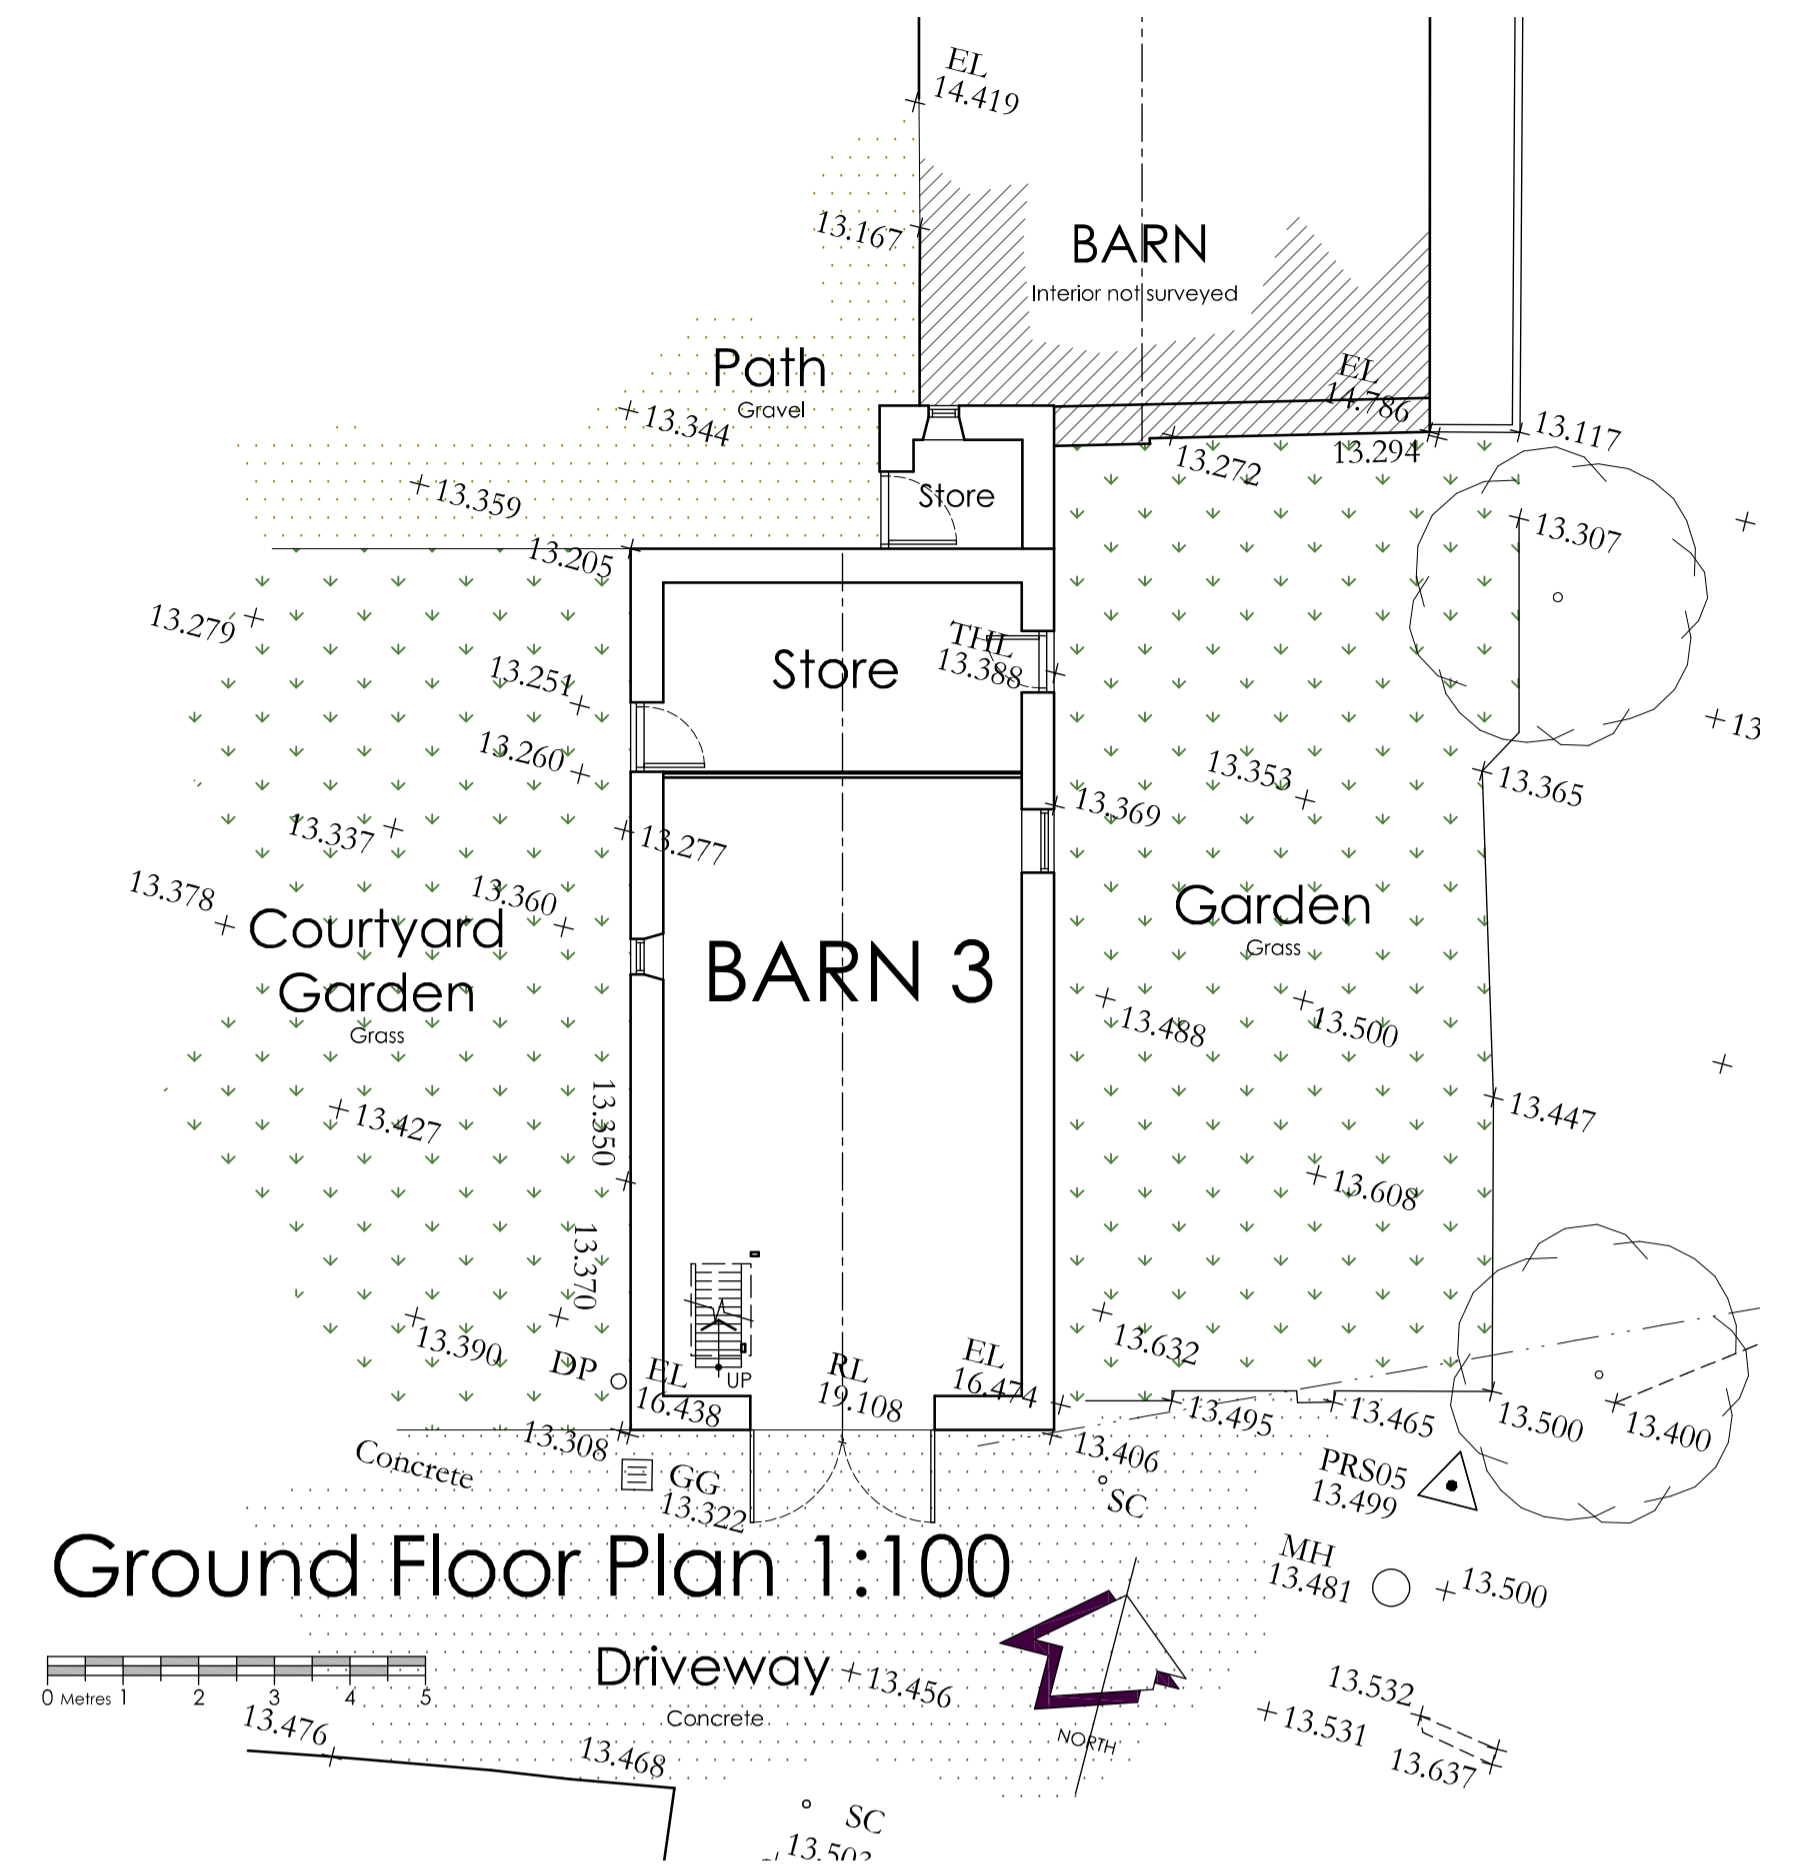 EL
14.419
13.167
BARN
Interior not surveyed
Path
Gravel
13.344
EL
14.786
13.294
13.117
13.272
13.359
Store
13.307
13.205
13.279
THL
13.388
Store
13.251
13.260
13
13.353
13.365
13.369
13.337
13.277
13.378
13.360
Courtyard
Garden
Grass
BARN 3
Garden
Grass
13.488
13.500
13.350
13.427
13.447
13.608
13.370
13.390
13.632
DP
EL
16.438
UP
RL
19.108
EL
16.474
13.495
13.465
13.500
13.400
13.308
Concrete
13.406
GG
13.322
SC
PRS05
13.499
Ground Floor Plan 1:100
MH
13.481
13.500
0 Metres 1 2 3 4 5
Driveway
13.456
Concrete
NORTH
13.532
13.531
13.637
13.476
13.468
SC
13.503